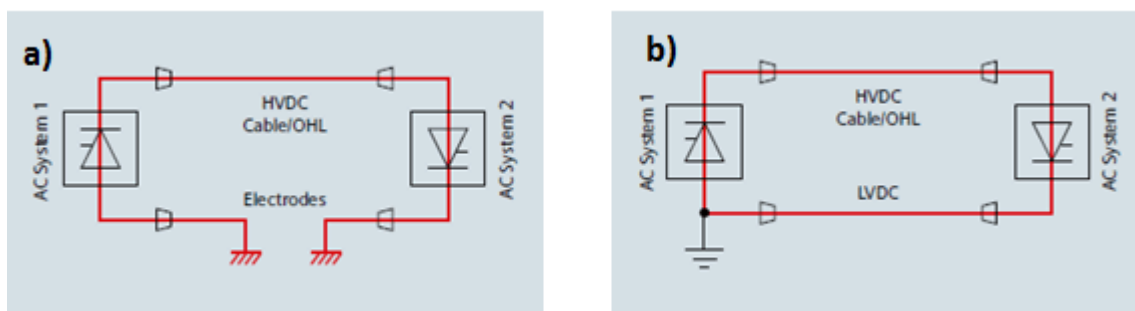 a)
AC System 1
HVDC
Cable/OHL
Electrodes
AC System 2
b)
AC System 1
HVDC
Cable/OHL
LVDC
AC System 2